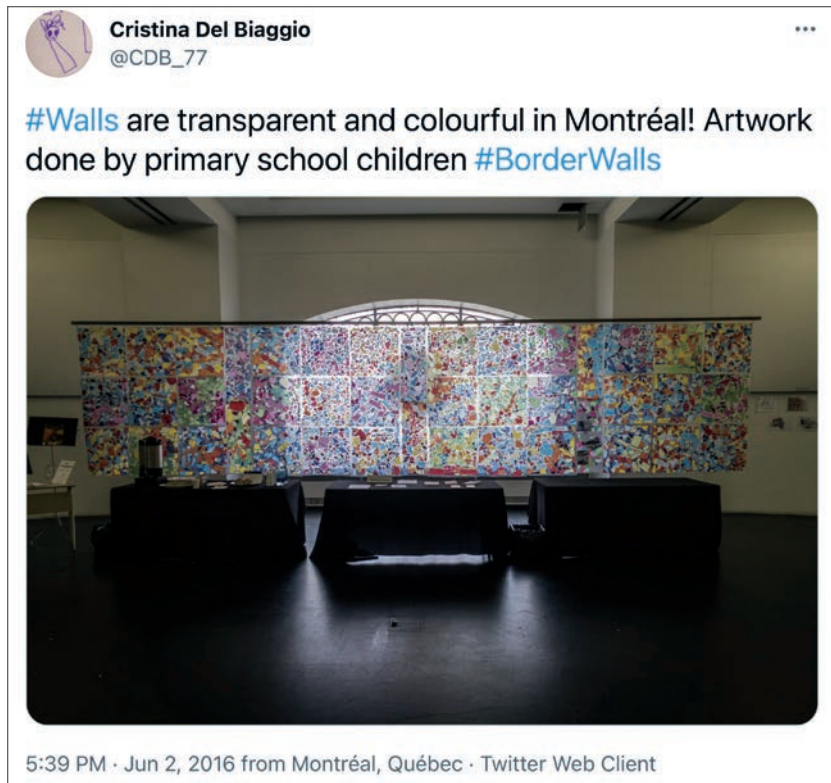 Cristina Del Biaggio
@CDB_77
#Walls are transparent and colourful in Montréal! Artwork
done by primary school children #BorderWalls
5:39 PM · Jun 2, 2016 from Montréal, Québec · Twitter Web Client